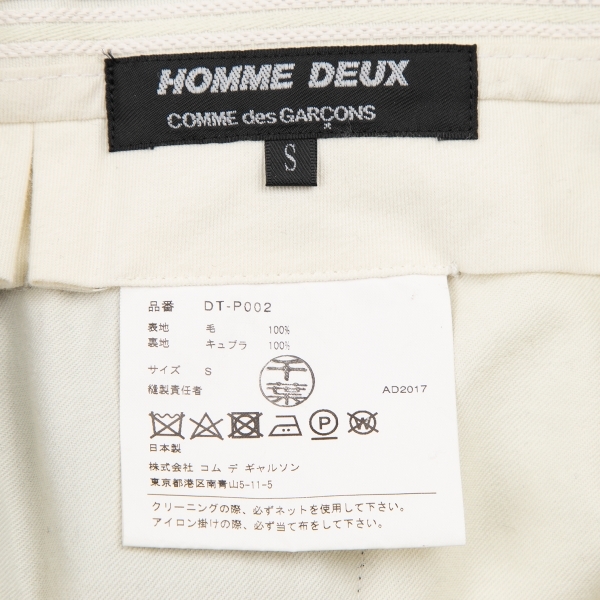 HOMME DEUX
COMME des GARÇONS
S
品番 DT-P002
表地 毛 100%
裏地 キュプラ 100%
サイズ S
縫製責任者 千葉 AD2017
P W
日本製
株式会社 コム デ ギャルソン
東京都港区南青山5-11-5
クリーニングの際、必ずネットを使用して下さい。
アイロン掛けの際、必ず当て布をして下さい。